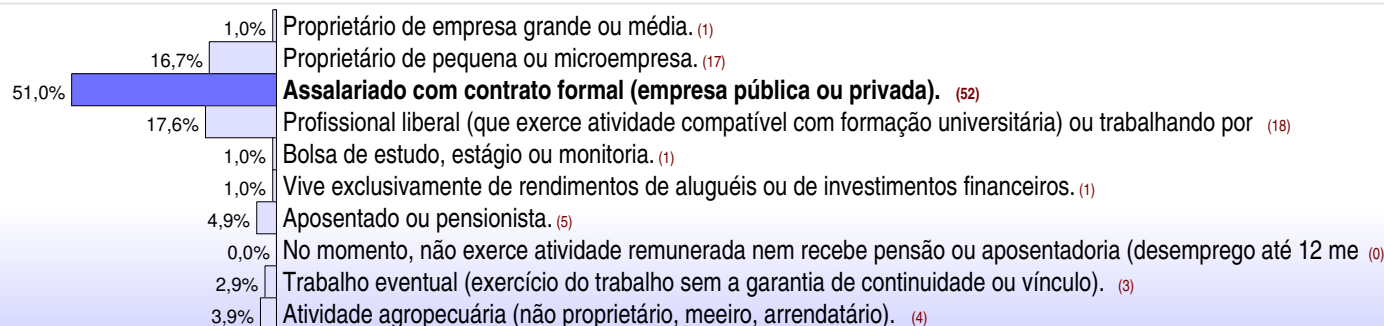 1,0% Proprietário de empresa grande ou média. (1)
16,7% Proprietário de pequena ou microempresa. (17)
51,0% Assalariado com contrato formal (empresa pública ou privada). (52)
17,6% Profissional liberal (que exerce atividade compatível com formação universitária) ou trabalhando por (18)
1,0% Bolsa de estudo, estágio ou monitoria. (1)
1,0% Vive exclusivamente de rendimentos de aluguéis ou de investimentos financeiros. (1)
4,9% Aposentado ou pensionista. (5)
0,0% No momento, não exerce atividade remunerada nem recebe pensão ou aposentadoria (desemprego até 12 me (0)
2,9% Trabalho eventual (exercício do trabalho sem a garantia de continuidade ou vínculo). (3)
3,9% Atividade agropecuária (não proprietário, meeiro, arrendatário). (4)